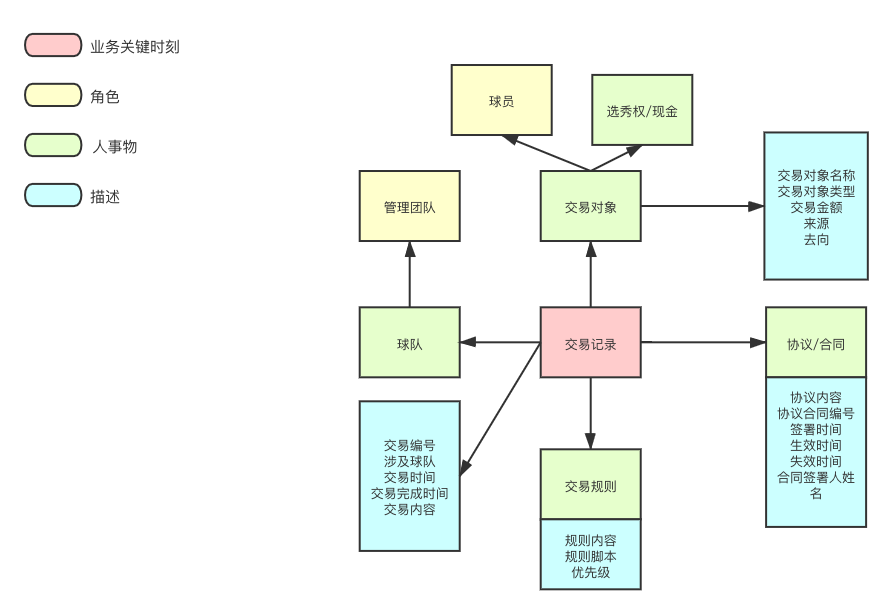 业务关键时刻
角色
人事物
描述
球员
选秀权/现金
管理团队
交易对象
交易对象名称
交易对象类型
交易金额
来源
去向
球队
交易记录
协议/合同
协议内容
协议合同编号
签署时间
生效时间
失效时间
合同签署人姓
名
交易编号
涉及球队
交易时间
交易完成时间
交易内容
交易规则
规则内容
规则脚本
优先级